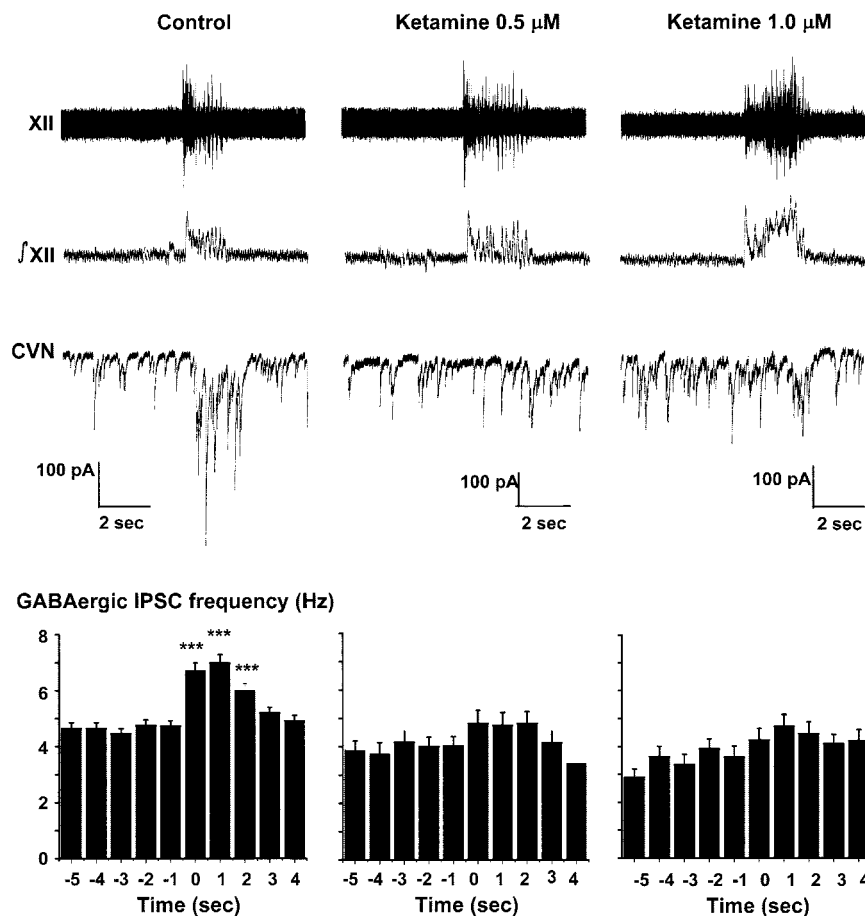 Control Ketamine 0.5 µM Ketamine 1.0 µM
XII
∫XII
CVN
100 pA 100 pA 100 pA
2 sec 2 sec 2 sec
GABAergic IPSC frequency (Hz)
8
6
4
2
0
*** *** ***
-5 -4 -3 -2 -1 0 1 2 3 4 -5 -4 -3 -2 -1 0 1 2 3 4 -5 -4 -3 -2 -1 0 1 2 3 4
Time (sec) Time (sec) Time (sec)